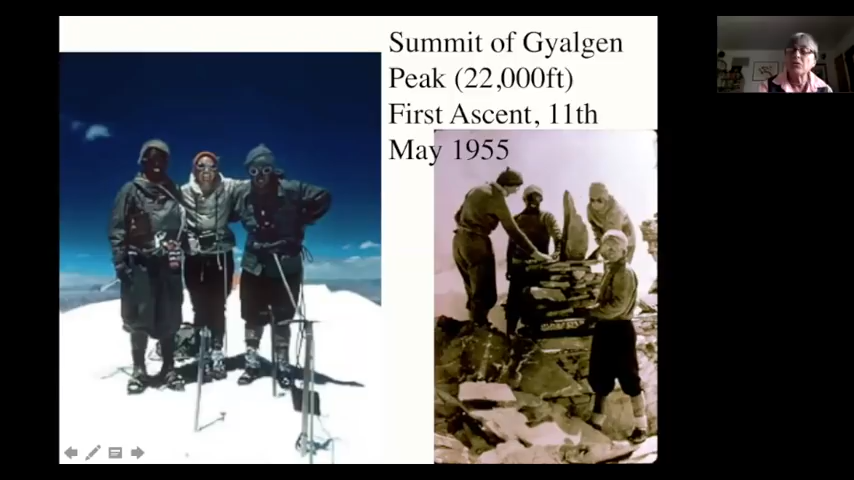 Summit of Gyalgen
Peak (22,000ft)
First Ascent, 11th
May 1955